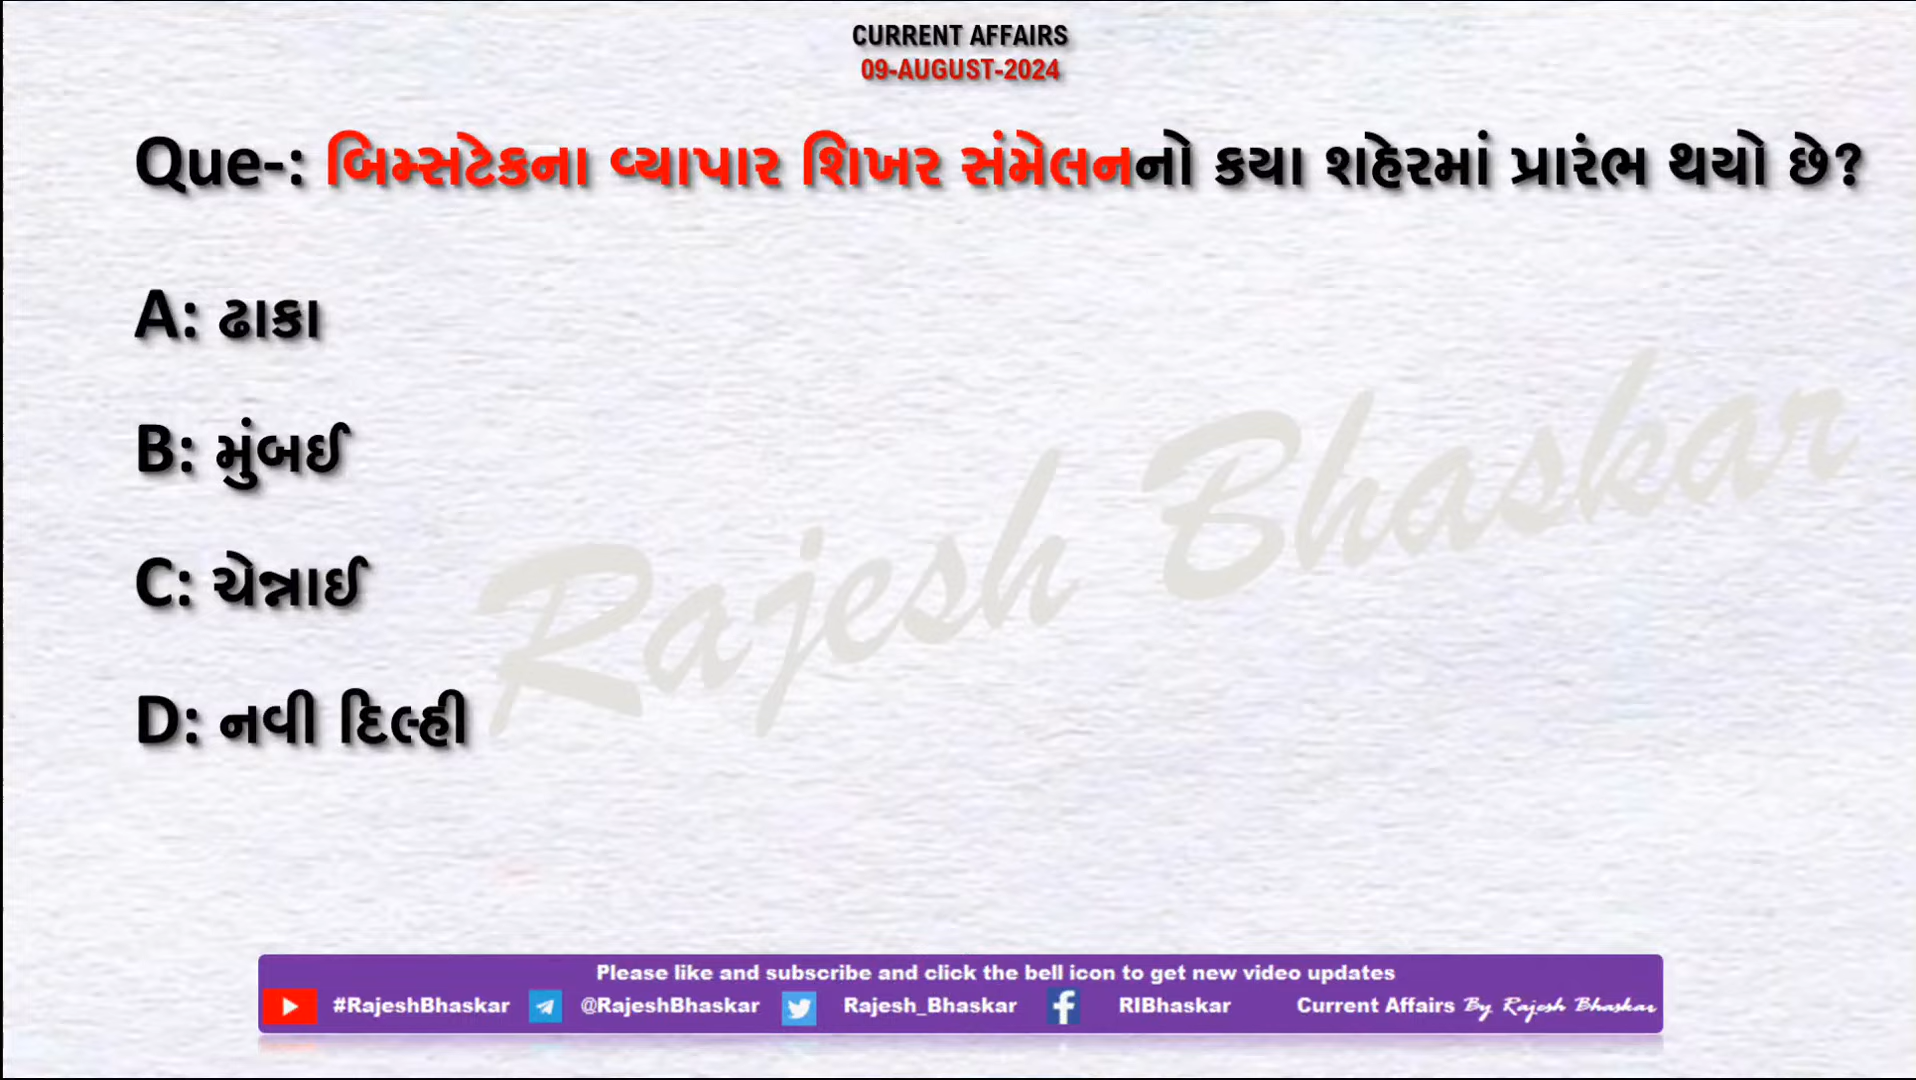 CURRENT AFFAIRS
09-AUGUST-2024
Que-: બિમ્સટેકના વ્યાપાર શિખર સંમેલનનો કયા શહેરમાં પ્રારંભ થયો છે?
A: ઢાકા
B: મુંબઈ
C: ચેન્નાઈ
D: નવી દિલ્હી
Rajesh Bhaskar
Please like and subscribe and click the bell icon to get new video updates
#RajeshBhaskar @RajeshBhaskar Rajesh_Bhaskar RIBhaskar Current Affairs By Rajesh Bhaskar